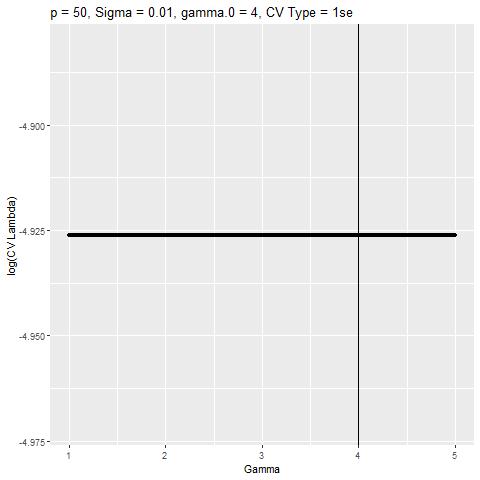 p = 50, Sigma = 0.01, gamma.0 = 4, CV Type = 1se
-4.900
-4.925
-4.950
-4.975
log(CV Lambda)
1 2 3 4 5
Gamma